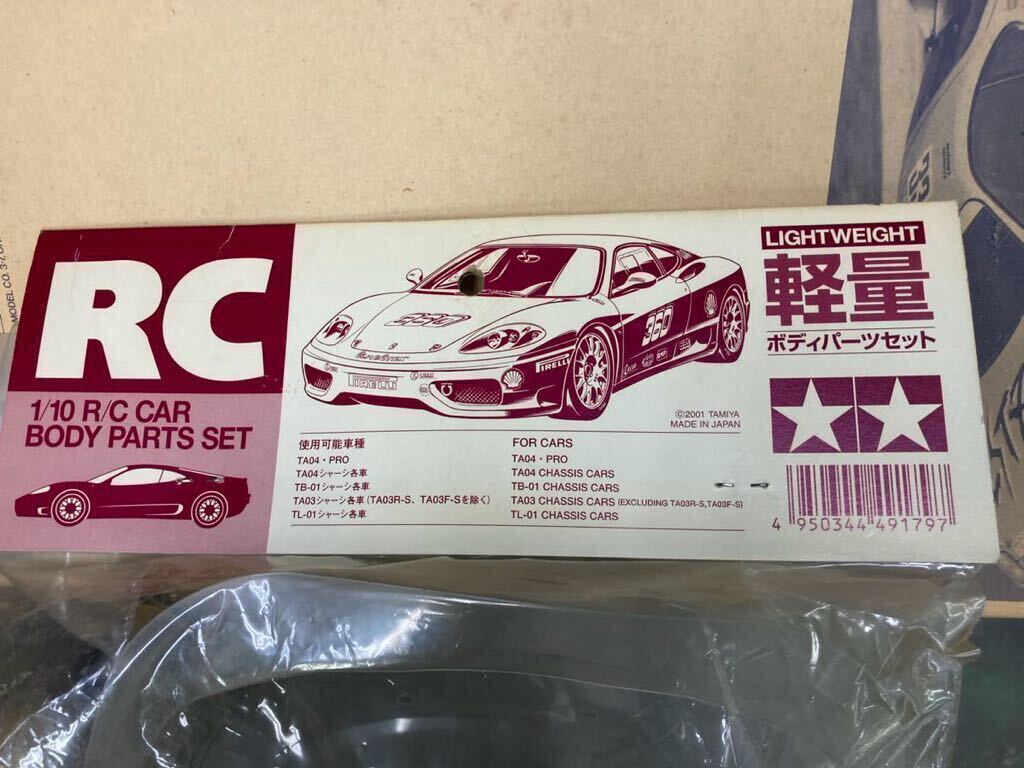 RC
1/10 R/C CAR
BODY PARTS SET
360
360
PIRELLI
PIRELLI
©2001 TAMIYA
MADE IN JAPAN
使用可能車種
TA04・PRO
TA04シャーシ各車
TB-01シャーシ各車
TA03シャーシ各車(TA03R-S、TA03F-Sを除く)
TL-01シャーシ各車
FOR CARS
TA04・PRO
TA04 CHASSIS CARS
TB-01 CHASSIS CARS
TA03 CHASSIS CARS (EXCLUDING TA03R-S,TA03F-S)
TL-01 CHASSIS CARS
LIGHTWEIGHT
軽量
ボディパーツセット
4 950344 491797